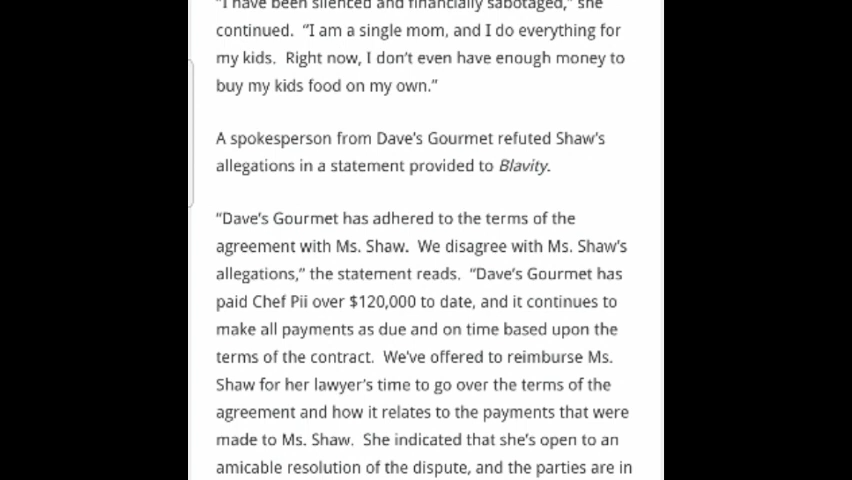 "I have been silenced and financially sabotaged," she
continued.  "I am a single mom, and I do everything for
my kids.  Right now, I don't even have enough money to
buy my kids food on my own."
A spokesperson from Dave's Gourmet refuted Shaw's
allegations in a statement provided to Blavity.
"Dave's Gourmet has adhered to the terms of the
agreement with Ms. Shaw.  We disagree with Ms. Shaw's
allegations," the statement reads.  "Dave's Gourmet has
paid Chef Pii over $120,000 to date, and it continues to
make all payments as due and on time based upon the
terms of the contract.  We've offered to reimburse Ms.
Shaw for her lawyer's time to go over the terms of the
agreement and how it relates to the payments that were
made to Ms. Shaw.  She indicated that she's open to an
amicable resolution of the dispute, and the parties are in